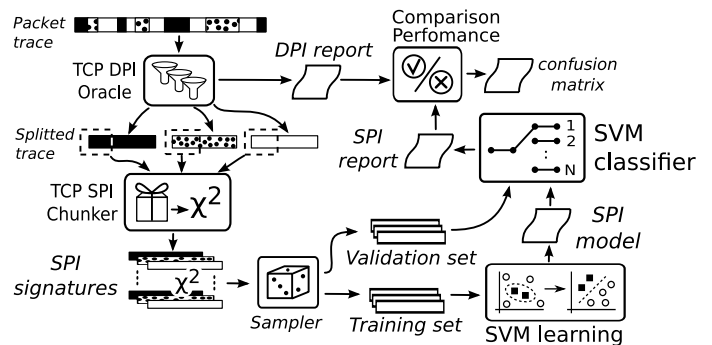 Packet
trace
TCP DPI
Oracle
DPI report
Comparison
Perfomance
confusion
matrix
Splitted
trace
SPI
report
1
2
:
N
SVM
classifier
TCP SPI
Chunker
χ2
SPI
signatures
χ2
Sampler
Validation set
Training set
SPI
model
SVM learning